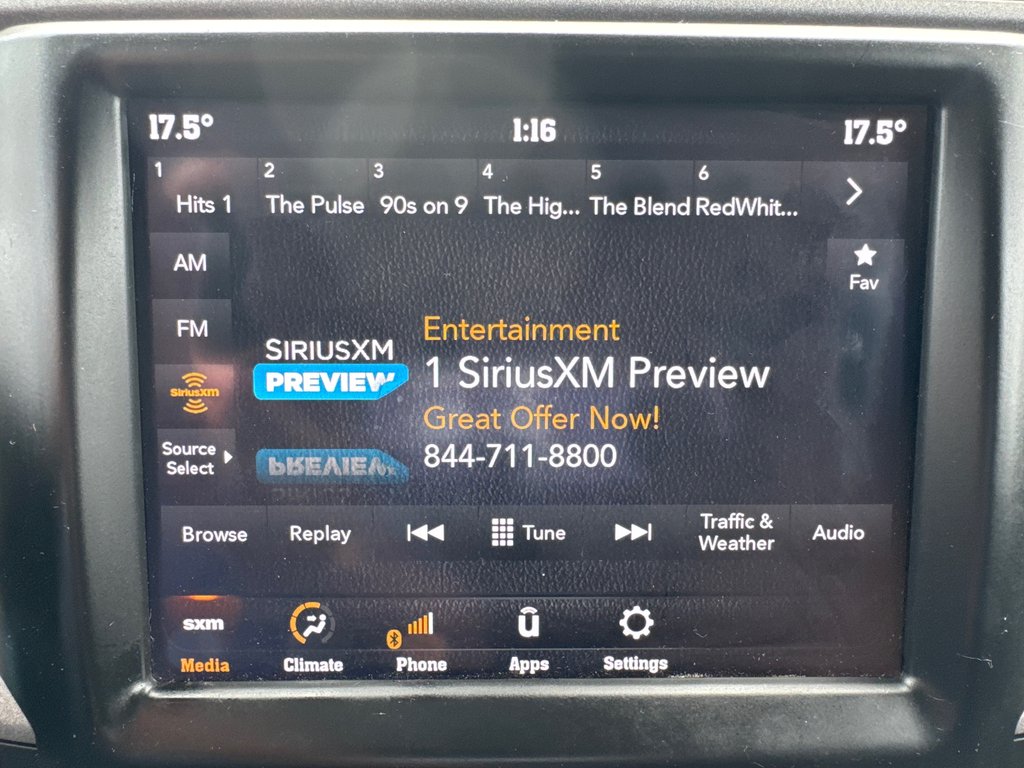 17.5° 1:16 17.5°
1 2 3 4 5 6
Hits 1 The Pulse 90s on 9 The Hig... The Blend RedWhit...
AM
Fav
FM
Entertainment
SIRIUSXM
PREVIEW
1 SiriusXM Preview
SiriusXM
Great Offer Now!
844-711-8800
Source
Select
PREVIEW
SIRIUSXM
Browse Replay Tune Traffic &
Weather Audio
sxm
Media Climate Phone Apps Settings